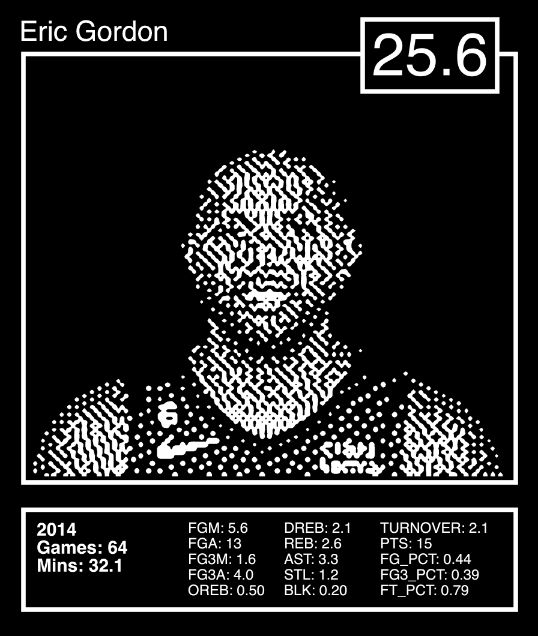 Eric Gordon
25.6
2014
Games: 64
Mins: 32.1
FGM: 5.6
FGA: 13
FG3M: 1.6
FG3A: 4.0
OREB: 0.50
DREB: 2.1
REB: 2.6
AST: 3.3
STL: 1.2
BLK: 0.20
TURNOVER: 2.1
PTS: 15
FG_PCT: 0.44
FG3_PCT: 0.39
FT_PCT: 0.79